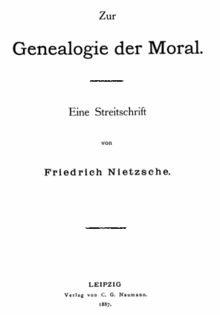 Zur
Genealogie der Moral.
Eine Streitschrift
von
Friedrich Nietzsche.
LEIPZIG
Verlag von C. G. Naumann.
1887.